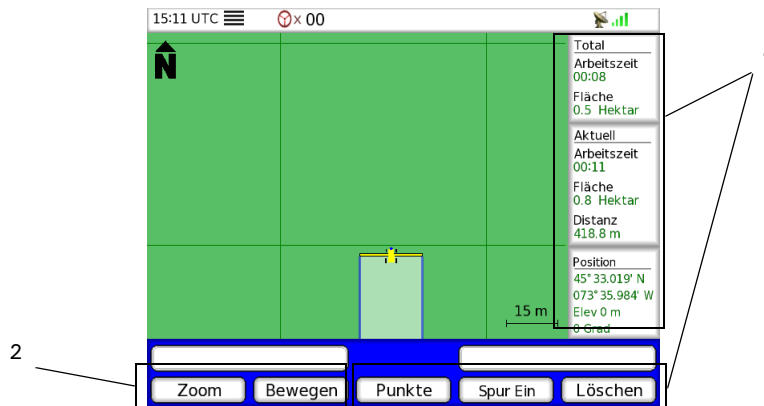 15:11 UTC
× 00
Total
Arbeitszeit
00:08
Fläche
0.5 Hektar
Aktuell
Arbeitszeit
00:11
Fläche
0.8 Hektar
Distanz
418.8 m
Position
45° 33.019' N
073° 35.984' W
Elev 0 m
0 Grad
N
15 m
2
Zoom Bewegen Punkte Spur Ein Löschen